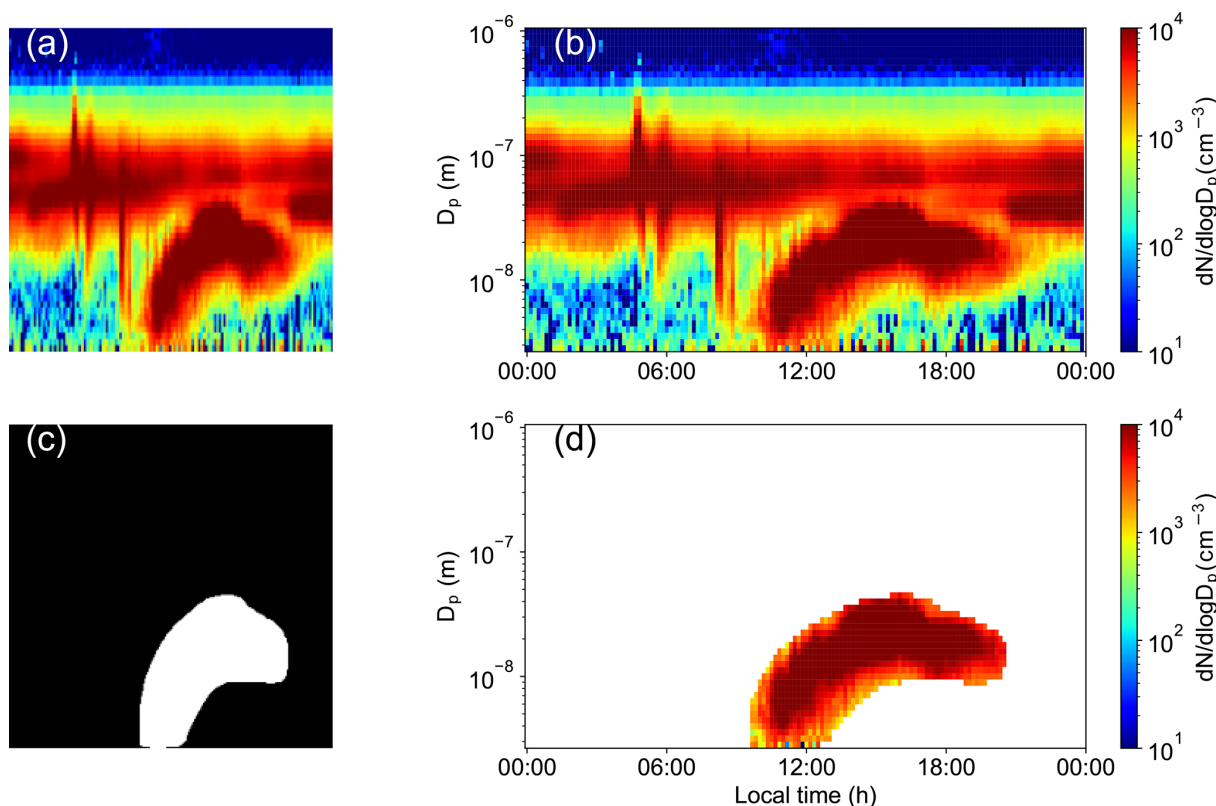 (a)
(b)
10⁻⁶
10⁻⁷
10⁻⁸
Dₚ (m)
00:00 06:00 12:00 18:00 00:00
10⁴
10³
10²
10¹
dN/dlogDₚ(cm⁻³)
(c)
(d)
10⁻⁶
10⁻⁷
10⁻⁸
Dₚ (m)
00:00 06:00 12:00 18:00 00:00
Local time (h)
10⁴
10³
10²
10¹
dN/dlogDₚ(cm⁻³)